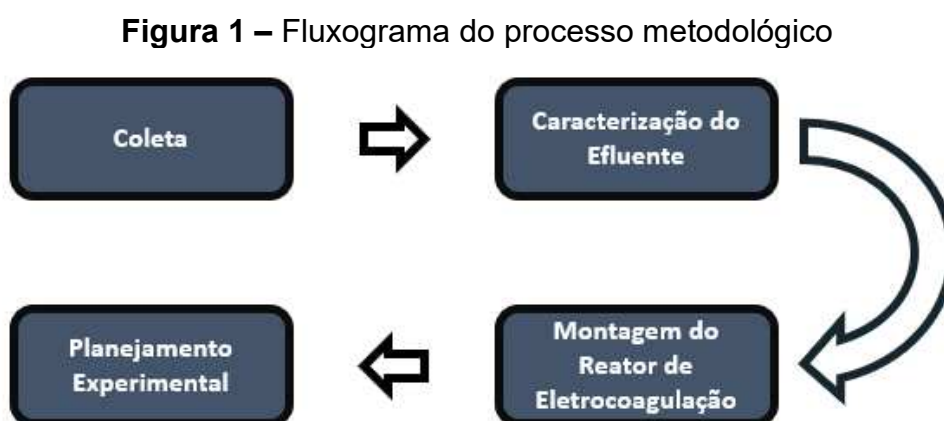 Figura 1 – Fluxograma do processo metodológico
Coleta
Caracterização do
Efluente
Montagem do
Reator de
Eletrocoagulação
Planejamento
Experimental